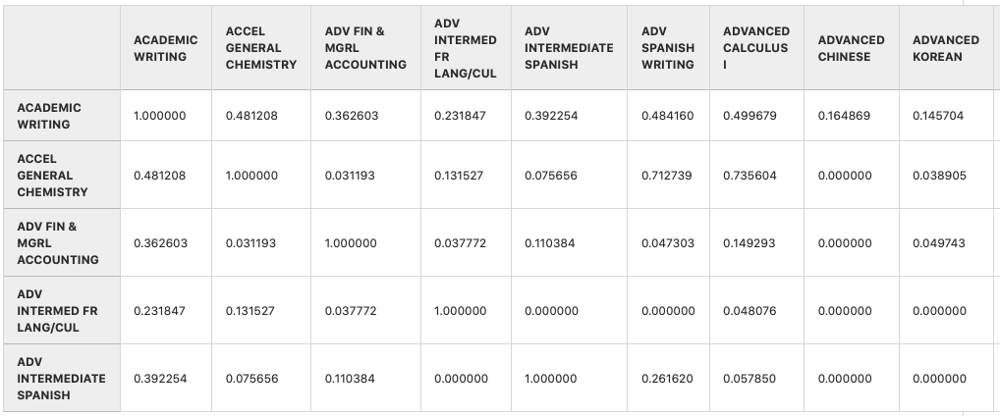 ACADEMIC WRITING ACCEL GENERAL CHEMISTRY ADV FIN & MGRL ACCOUNTING ADV INTERMED FR LANG/CUL ADV INTERMEDIATE SPANISH ADV SPANISH WRITING ADVANCED CALCULUS I ADVANCED CHINESE ADVANCED KOREAN
ACADEMIC WRITING 1.000000 0.481208 0.362603 0.231847 0.392254 0.484160 0.499679 0.164869 0.145704
ACCEL GENERAL CHEMISTRY 0.481208 1.000000 0.031193 0.131527 0.075656 0.712739 0.735604 0.000000 0.038905
ADV FIN & MGRL ACCOUNTING 0.362603 0.031193 1.000000 0.037772 0.110384 0.047303 0.149293 0.000000 0.049743
ADV INTERMED FR LANG/CUL 0.231847 0.131527 0.037772 1.000000 0.000000 0.000000 0.048076 0.000000 0.000000
ADV INTERMEDIATE SPANISH 0.392254 0.075656 0.110384 0.000000 1.000000 0.261620 0.057850 0.000000 0.000000